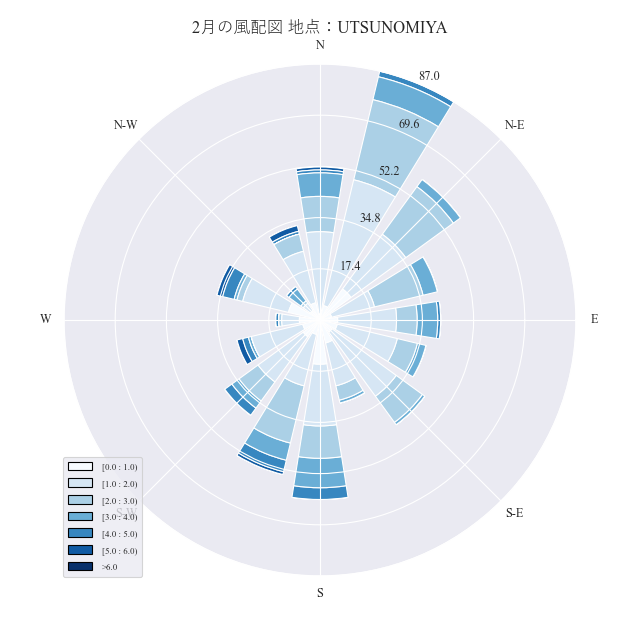 2月の風配図 地点：UTSUNOMIYA
N
N-W
N-E
W
E
S-W
S-E
S
87.0
69.6
52.2
34.8
17.4
[0.0 : 1.0)
[1.0 : 2.0)
[2.0 : 3.0)
[3.0 : 4.0)
[4.0 : 5.0)
[5.0 : 6.0)
>6.0